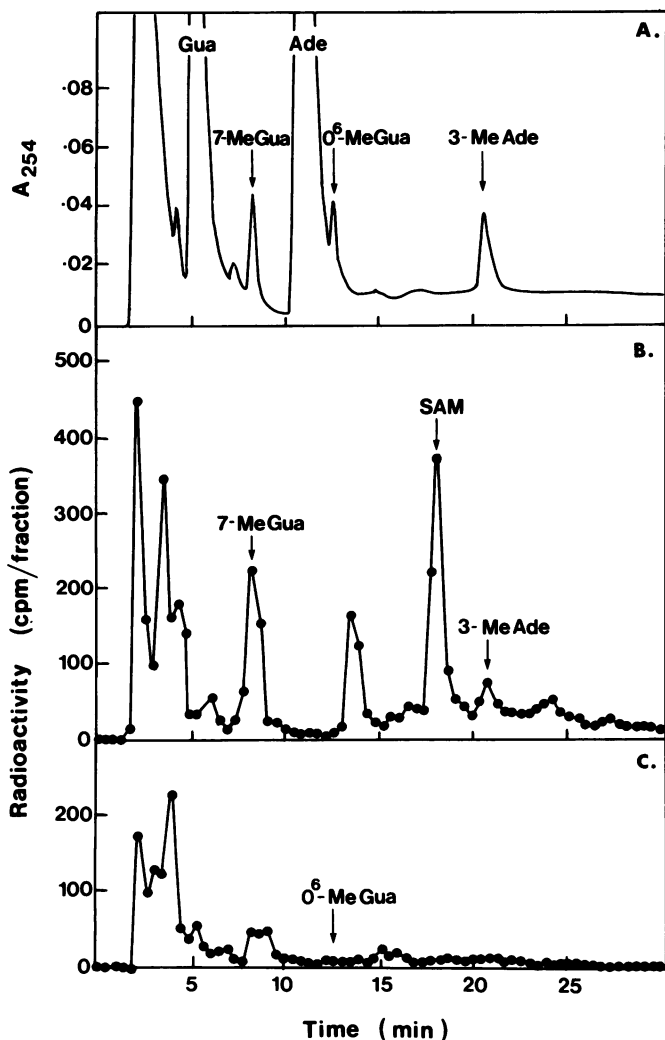 A.
Gua
Ade
·08
7-MeGua
O⁶-MeGua
3-MeAde
·06
A254
·04
·02
0
B.
500
SAM
400
300
7-MeGua
200
3-MeAde
100
0
C.
200
O⁶-MeGua
100
0
Radioactivity (cpm/fraction)
5
10
15
20
25
Time (min)